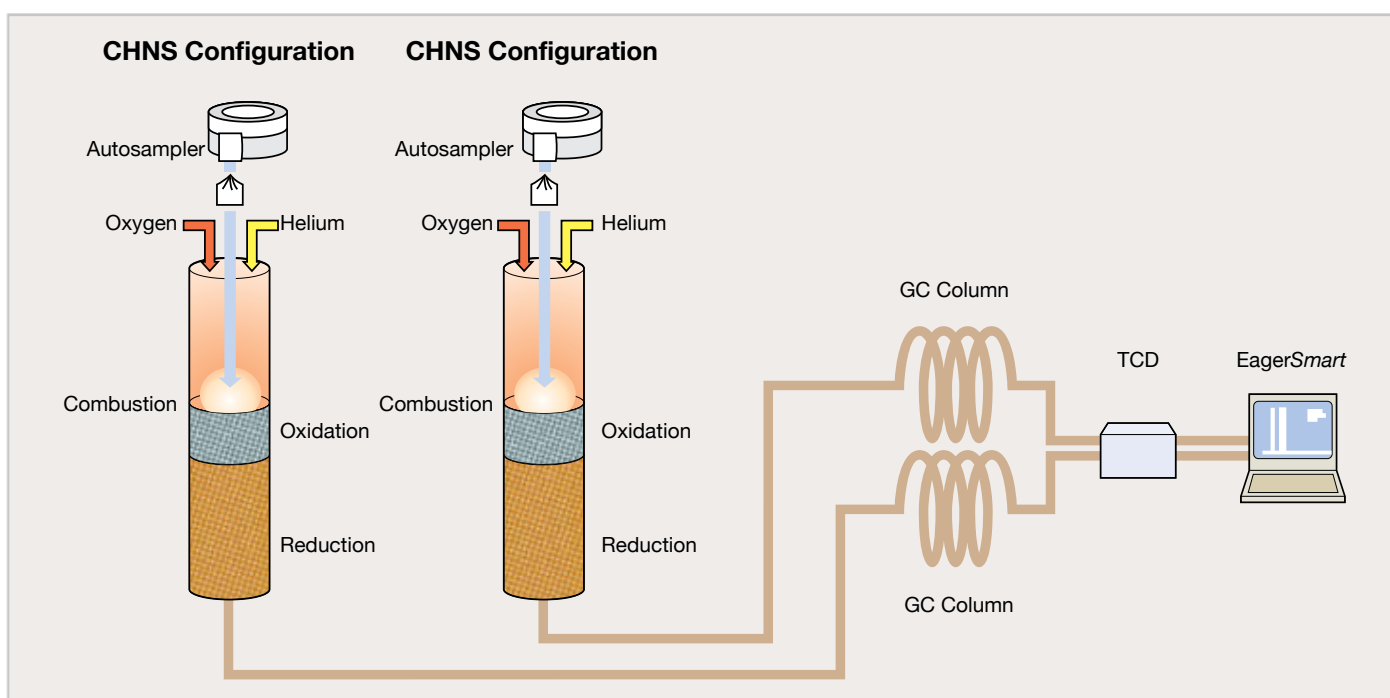 CHNS Configuration
CHNS Configuration
Autosampler
Autosampler
Oxygen
Helium
Oxygen
Helium
GC Column
TCD
EagerSmart
Combustion
Oxidation
Combustion
Oxidation
Reduction
Reduction
GC Column